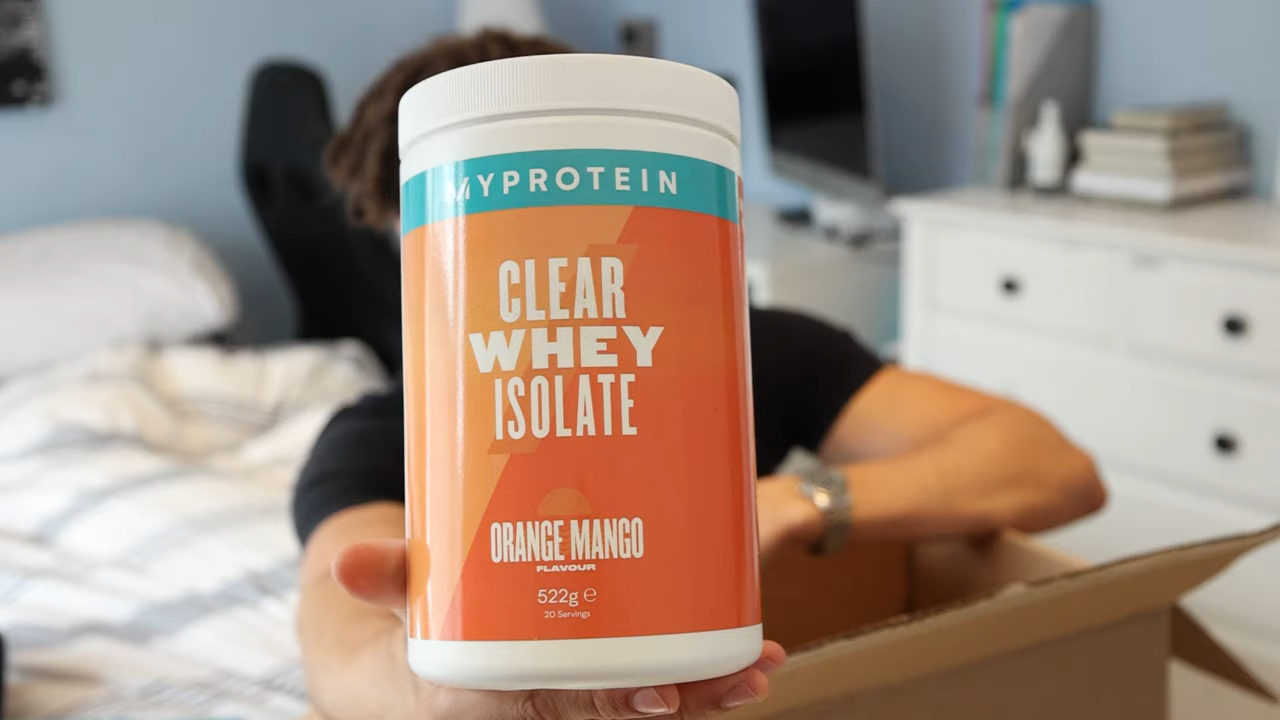 MYPROTEIN
CLEAR
WHEY
ISOLATE
ORANGE MANGO
FLAVOUR
522g ℮
20 Servings